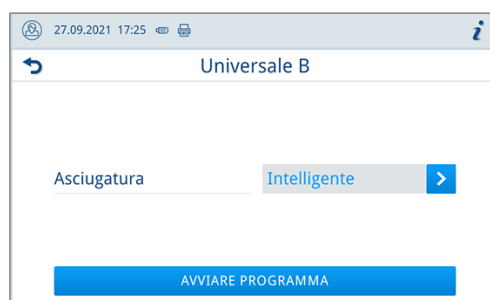 27.09.2021 17:25
i
Universale B
Asciugatura
Intelligente
AVVIARE PROGRAMMA